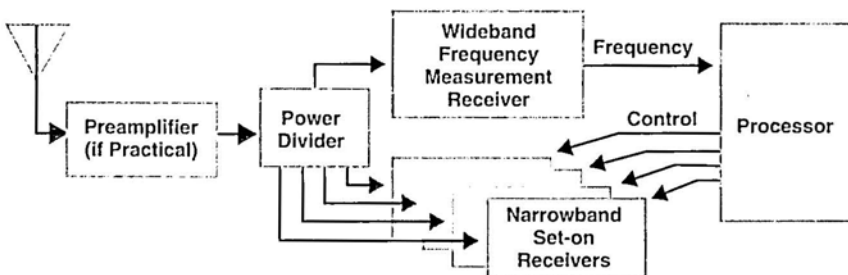 Wideband
Frequency
Measurement
Receiver
Frequency
Preamplifier
(if Practical)
Power
Divider
Control
Processor
Narrowband
Set-on
Receivers